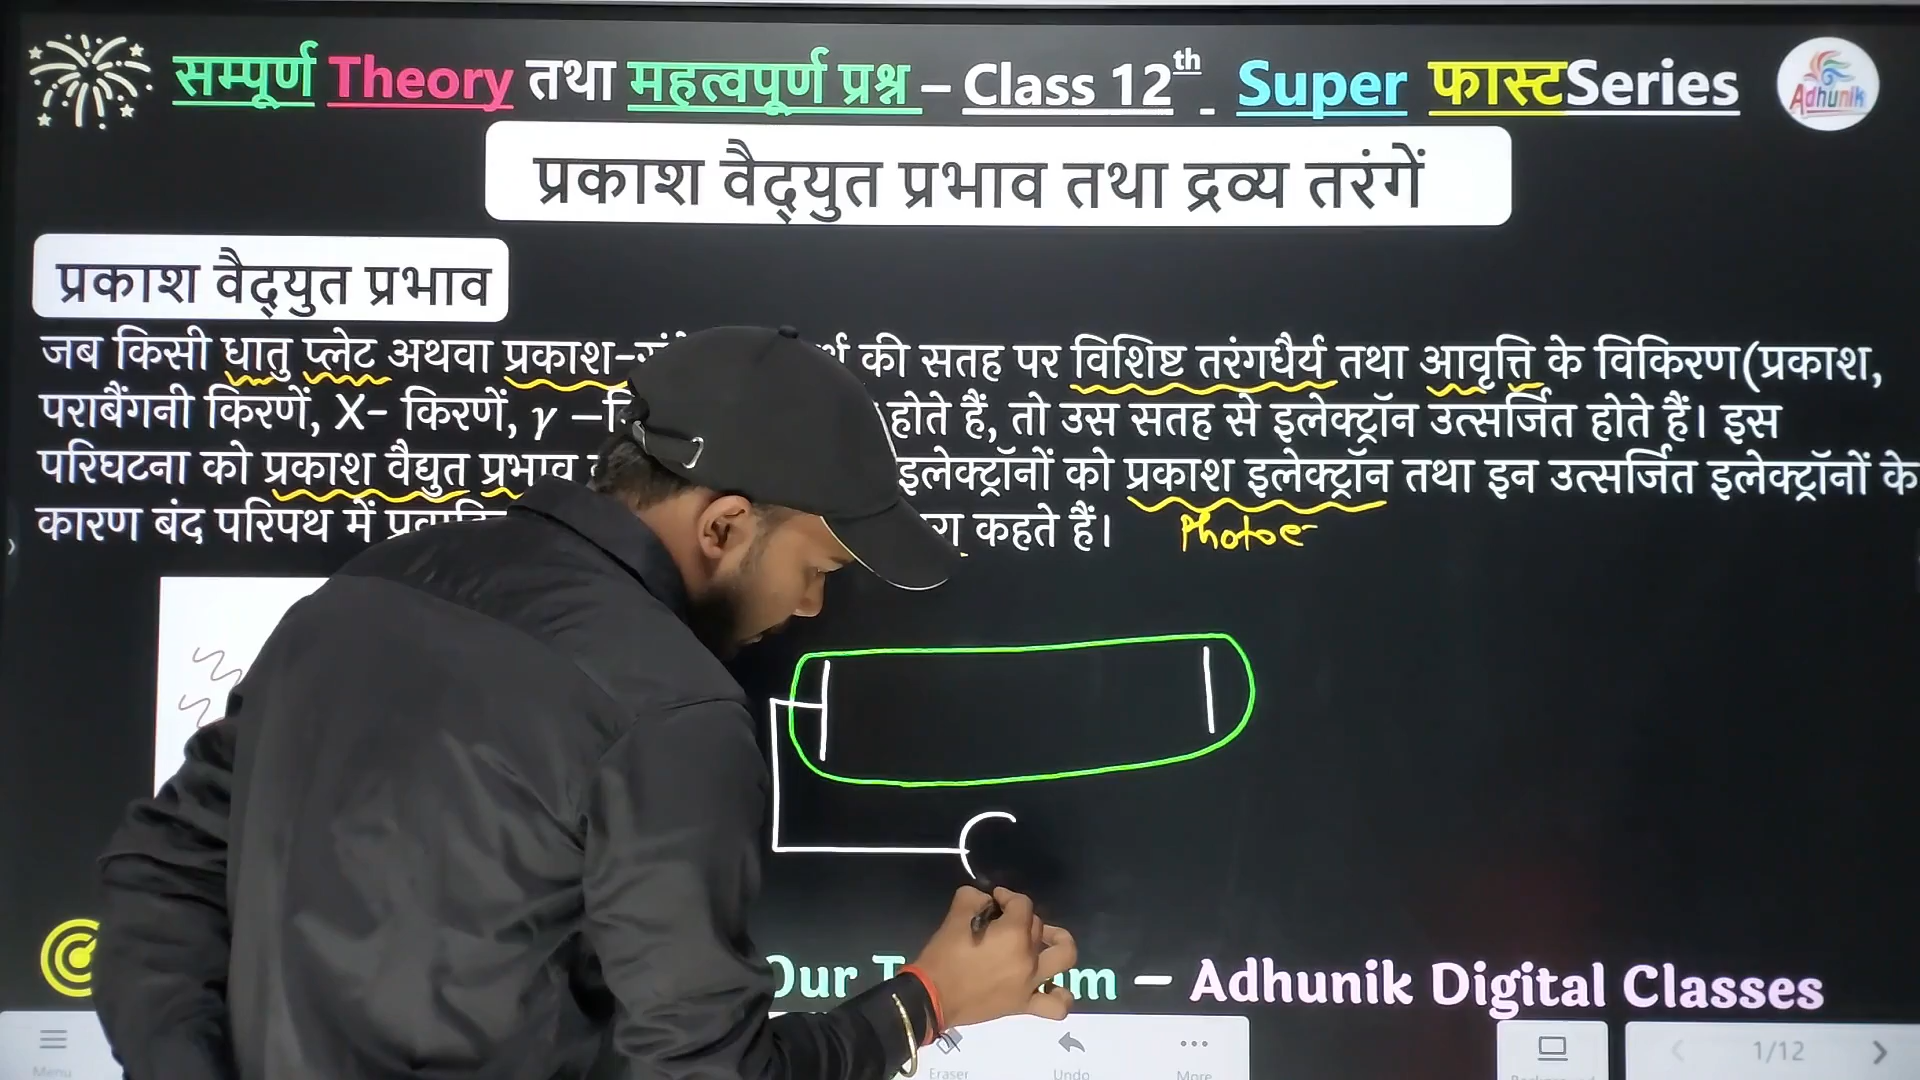 सम्पूर्ण Theory तथा महत्वपूर्ण प्रश्न – Class 12th - Super फास्टSeries
Adhunik
प्रकाश वैद्युत प्रभाव तथा द्रव्य तरंगें
प्रकाश वैद्युत प्रभाव
जब किसी धातु प्लेट अथवा प्रकाश- की सतह पर विशिष्ट तरंगधैर्य तथा आवृत्ति के विकिरण(प्रकाश,
पराबैंगनी किरणें, X- किरणें, γ – होते हैं, तो उस सतह से इलेक्ट्रॉन उत्सर्जित होते हैं। इस
परिघटना को प्रकाश वैद्युत प्रभाव इलेक्ट्रॉनों को प्रकाश इलेक्ट्रॉन तथा इन उत्सर्जित इलेक्ट्रॉनों के
कारण बंद परिपथ में कहते हैं। Photoe-
Our – Adhunik Digital Classes
Menu Eraser Undo More 1/12